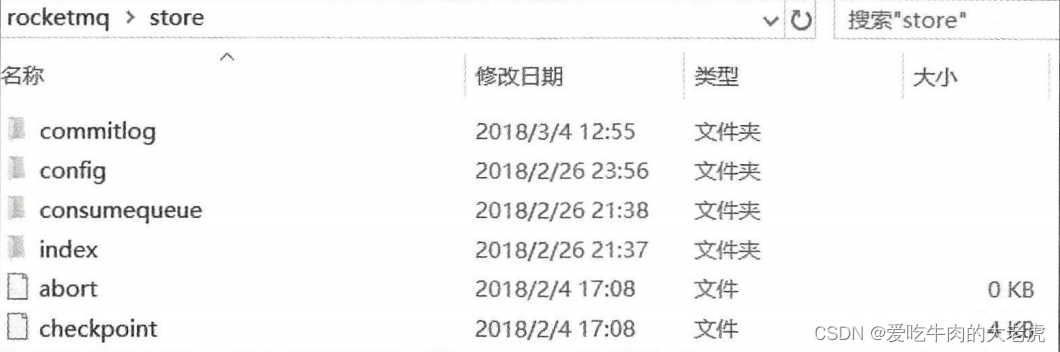 rocketmq > store 搜索"store"
名称 修改日期 类型 大小
commitlog 2018/3/4 12:55 文件夹
config 2018/2/26 23:56 文件夹
consumequeue 2018/2/26 21:38 文件夹
index 2018/2/26 21:37 文件夹
abort 2018/2/4 17:08 文件 0 KB
checkpoint 2018/2/4 17:08 文件 4 KB
CSDN @爱吃牛肉的大老虎